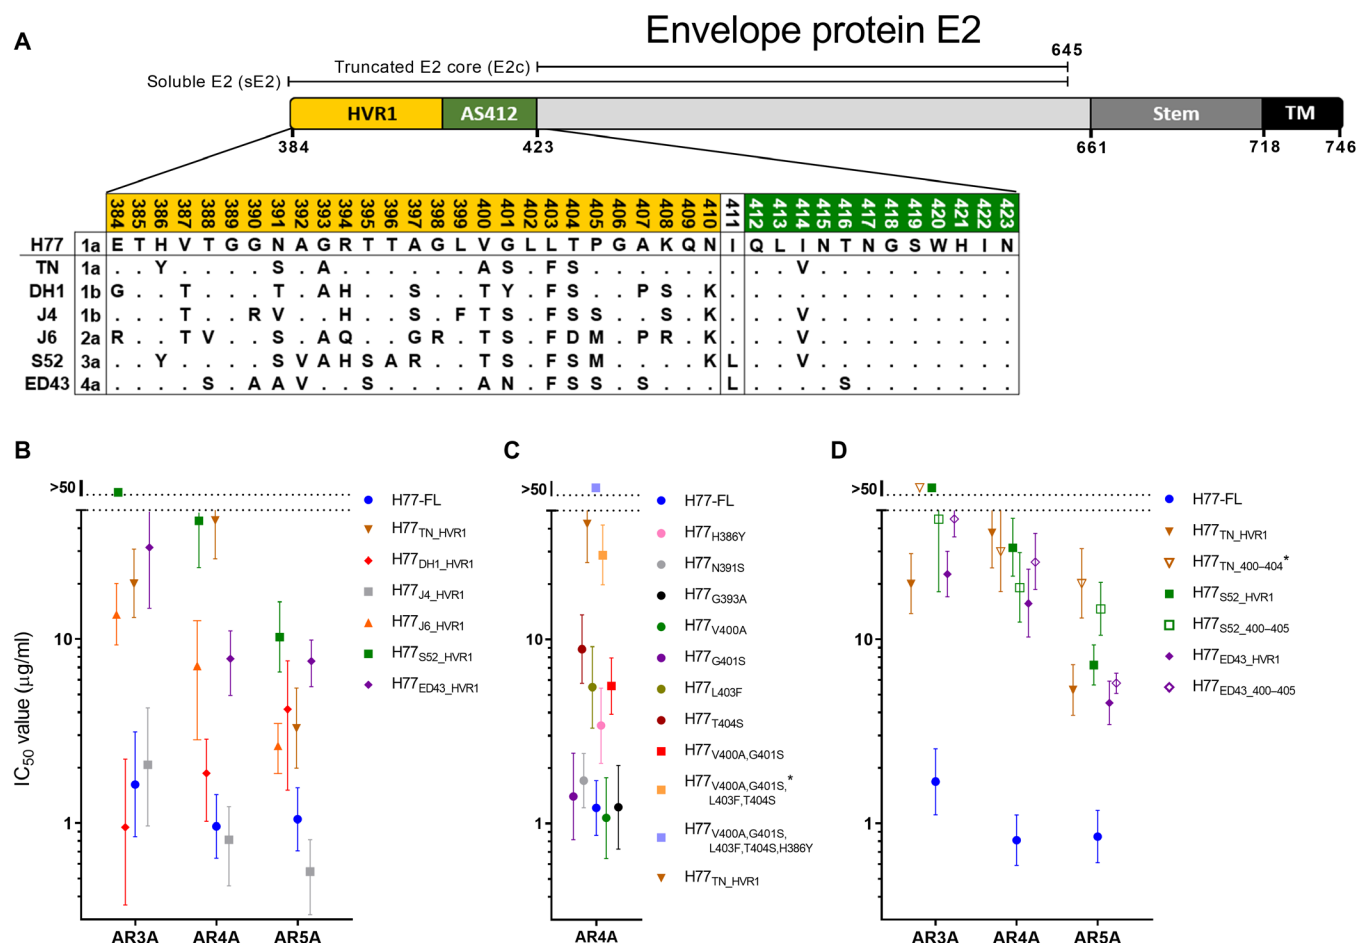 A
Envelope protein E2
645
Truncated E2 core (E2c)
Soluble E2 (sE2)
HVR1 AS412 Stem TM
384 423 661 718 746
384 385 386 387 388 389 390 391 392 393 394 395 396 397 398 399 400 401 402 403 404 405 406 407 408 409 410 411 412 413 414 415 416 417 418 419 420 421 422 423
H77 1a E T H V T G G N A G R T T A G L V G L L T P G A K Q N I Q L I N T N G S W H I N
TN 1a . . Y . . . . S . A . . . . . . A S . F S . . . . . . . . . V . . . . . . . . .
DH1 1b G . . T . . . T . A H . . S . . T Y . F S . . P S . K . . . . . . . . . . . . .
J4 1b . . . T . . R V . . H . . S . F T S . F S S . . S . K . . . V . . . . . . . . .
J6 2a R . . T V . . S . A Q . . G R . T S . F D M . P R . K . . . V . . . . . . . . .
S52 3a . . Y . . . . S V A H S A R . . T S . F S M . . . . K L . . V . . . . . . . . .
ED43 4a . . . . S . A A V . . S . . . . A N . F S S . S . . . L . . . . S . . . . . . .
B
IC50 value (µg/ml)
>50
10
1
AR3A AR4A AR5A
H77-FL
H77TN_HVR1
H77DH1_HVR1
H77J4_HVR1
H77J6_HVR1
H77S52_HVR1
H77ED43_HVR1
C
>50
10
1
AR4A
H77-FL
H77H386Y
H77N391S
H77G393A
H77V400A
H77G401S
H77L403F
H77T404S
H77V400A,G401S
H77V400A,G401S,*
L403F,T404S
H77V400A,G401S,
L403F,T404S,H386Y
H77TN_HVR1
D
>50
10
1
AR3A AR4A AR5A
H77-FL
H77TN_HVR1
H77TN_400–404*
H77S52_HVR1
H77S52_400–405
H77ED43_HVR1
H77ED43_400–405